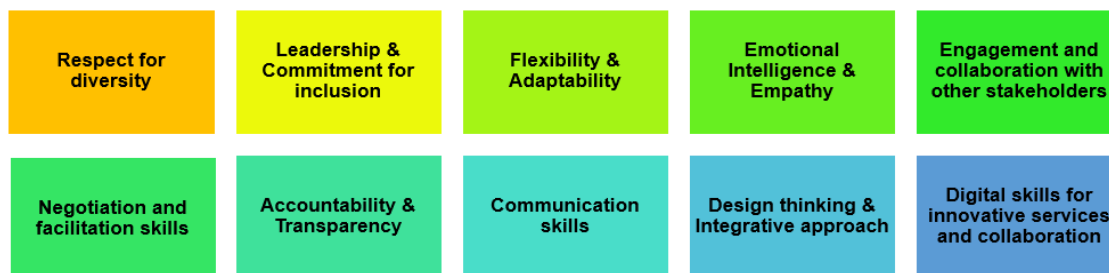 Respect for
diversity
Leadership &
Commitment for
inclusion
Flexibility &
Adaptability
Emotional
Intelligence &
Empathy
Engagement and
collaboration with
other stakeholders
Negotiation and
facilitation skills
Accountability &
Transparency
Communication
skills
Design thinking &
Integrative approach
Digital skills for
innovative services
and collaboration